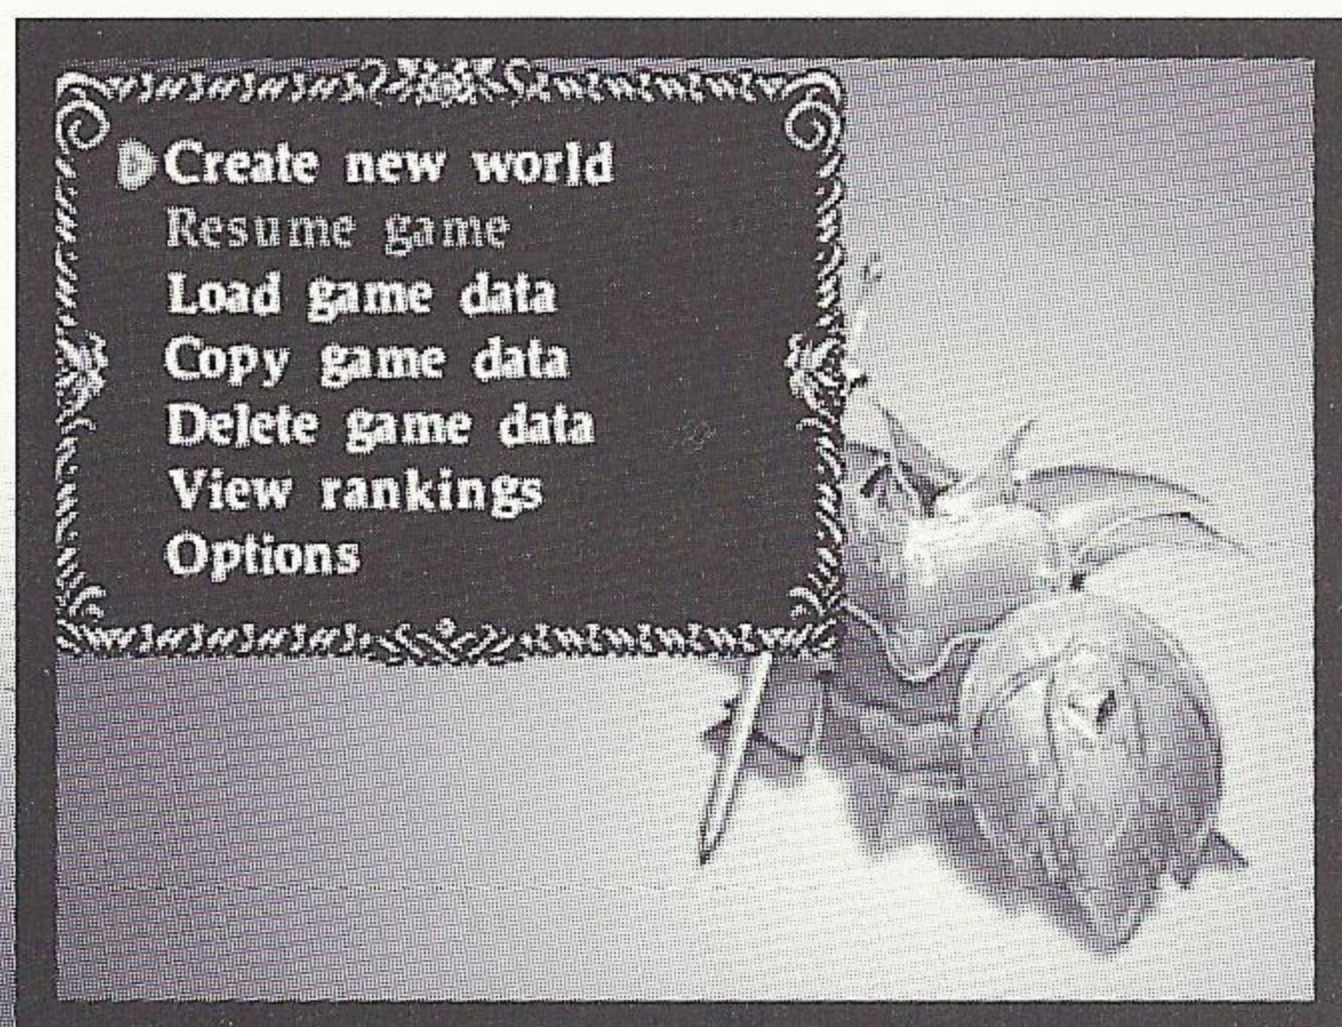 Create new world
Resume game
Load game data
Copy game data
Delete game data
View rankings
Options